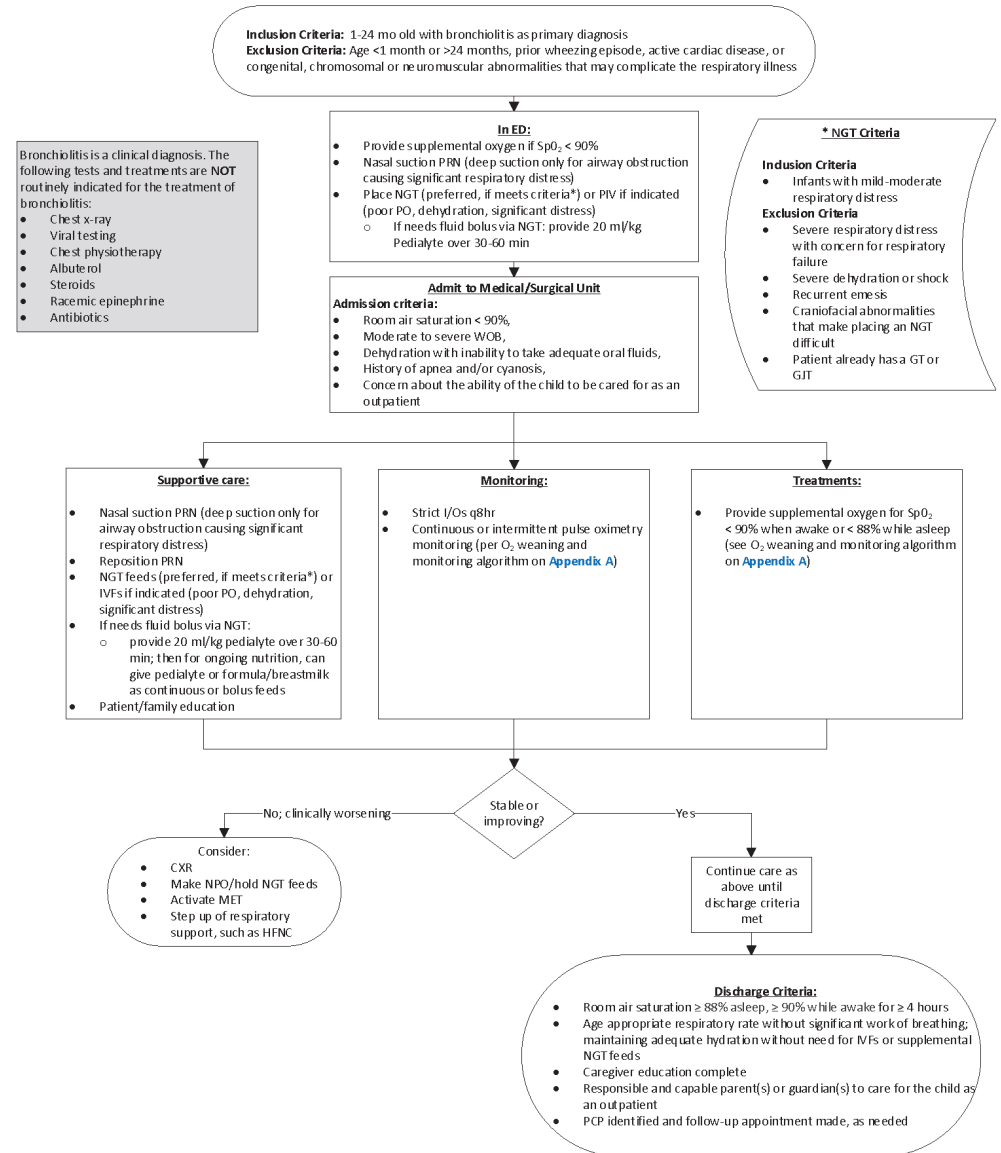 Inclusion Criteria: 1-24 mo old with bronchiolitis as primary diagnosis
Exclusion Criteria: Age <1 month or >24 months, prior wheezing episode, active cardiac disease, or
congenital, chromosomal or neuromuscular abnormalities that may complicate the respiratory illness
Bronchiolitis is a clinical diagnosis. The
following tests and treatments are NOT
routinely indicated for the treatment of
bronchiolitis:
● Chest x-ray
● Viral testing
● Chest physiotherapy
● Albuterol
● Steroids
● Racemic epinephrine
● Antibiotics
In ED:
● Provide supplemental oxygen if Sp0₂ < 90%
● Nasal suction PRN (deep suction only for airway obstruction
causing significant respiratory distress)
● Place NGT (preferred, if meets criteria*) or PIV if indicated
(poor PO, dehydration, significant distress)
○ If needs fluid bolus via NGT: provide 20 ml/kg
Pedialyte over 30-60 min
* NGT Criteria
Inclusion Criteria
● Infants with mild-moderate
respiratory distress
Exclusion Criteria
● Severe respiratory distress
with concern for respiratory
failure
● Severe dehydration or shock
● Recurrent emesis
● Craniofacial abnormalities
that make placing an NGT
difficult
● Patient already has a GT or
GJT
Admit to Medical/Surgical Unit
Admission criteria:
● Room air saturation < 90%,
● Moderate to severe WOB,
● Dehydration with inability to take adequate oral fluids,
● History of apnea and/or cyanosis,
● Concern about the ability of the child to be cared for as an
outpatient
Supportive care:
● Nasal suction PRN (deep suction only for
airway obstruction causing significant
respiratory distress)
● Reposition PRN
● NGT feeds (preferred, if meets criteria*) or
IVFs if indicated (poor PO, dehydration,
significant distress)
● If needs fluid bolus via NGT:
○ provide 20 ml/kg pedialyte over 30-60
min; then for ongoing nutrition, can
give pedialyte or formula/breastmilk
as continuous or bolus feeds
● Patient/family education
Monitoring:
● Strict I/Os q8hr
● Continuous or intermittent pulse oximetry
monitoring (per O₂ weaning and
monitoring algorithm on Appendix A)
Treatments:
● Provide supplemental oxygen for Sp0₂
< 90% when awake or < 88% while asleep
(see O₂ weaning and monitoring algorithm
on Appendix A)
Stable or
improving?
No; clinically worsening
Yes
Consider:
● CXR
● Make NPO/hold NGT feeds
● Activate MET
● Step up of respiratory
support, such as HFNC
Continue care as
above until
discharge criteria
met
Discharge Criteria:
● Room air saturation ≥ 88% asleep, ≥ 90% while awake for ≥ 4 hours
● Age appropriate respiratory rate without significant work of breathing;
maintaining adequate hydration without need for IVFs or supplemental
NGT feeds
● Caregiver education complete
● Responsible and capable parent(s) or guardian(s) to care for the child as
an outpatient
● PCP identified and follow-up appointment made, as needed